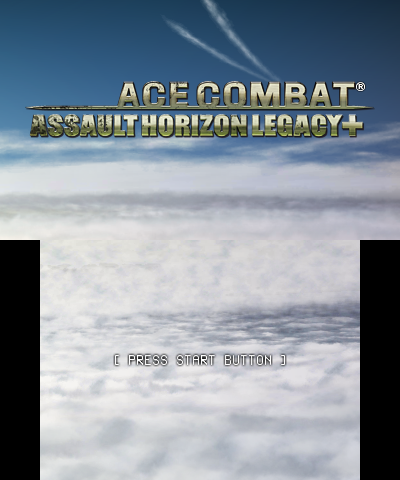 ACE COMBAT®
ASSAULT HORIZON LEGACY+
[ PRESS START BUTTON ]